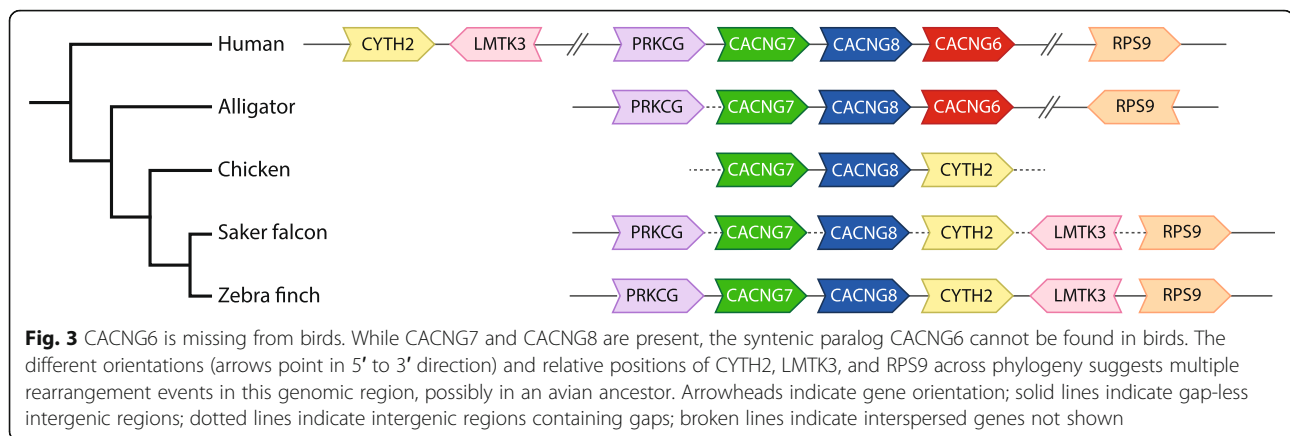 Human CYTH2 LMTK3 PRKCG CACNG7 CACNG8 CACNG6 RPS9
Alligator PRKCG CACNG7 CACNG8 CACNG6 RPS9
Chicken CACNG7 CACNG8 CYTH2
Saker falcon PRKCG CACNG7 CACNG8 CYTH2 LMTK3 RPS9
Zebra finch PRKCG CACNG7 CACNG8 CYTH2 LMTK3 RPS9
Fig. 3 CACNG6 is missing from birds. While CACNG7 and CACNG8 are present, the syntenic paralog CACNG6 cannot be found in birds. The
different orientations (arrows point in 5′ to 3′ direction) and relative positions of CYTH2, LMTK3, and RPS9 across phylogeny suggests multiple
rearrangement events in this genomic region, possibly in an avian ancestor. Arrowheads indicate gene orientation; solid lines indicate gap-less
intergenic regions; dotted lines indicate intergenic regions containing gaps; broken lines indicate interspersed genes not shown